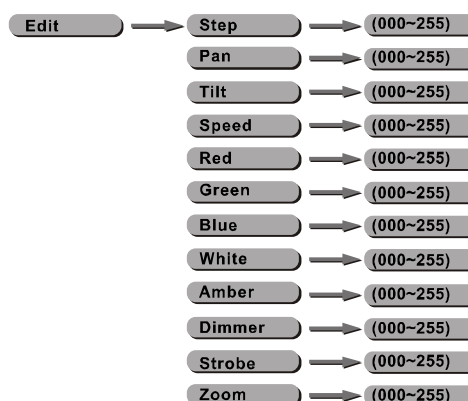 Edit Step (000~255)
Pan (000~255)
Tilt (000~255)
Speed (000~255)
Red (000~255)
Green (000~255)
Blue (000~255)
White (000~255)
Amber (000~255)
Dimmer (000~255)
Strobe (000~255)
Zoom (000~255)